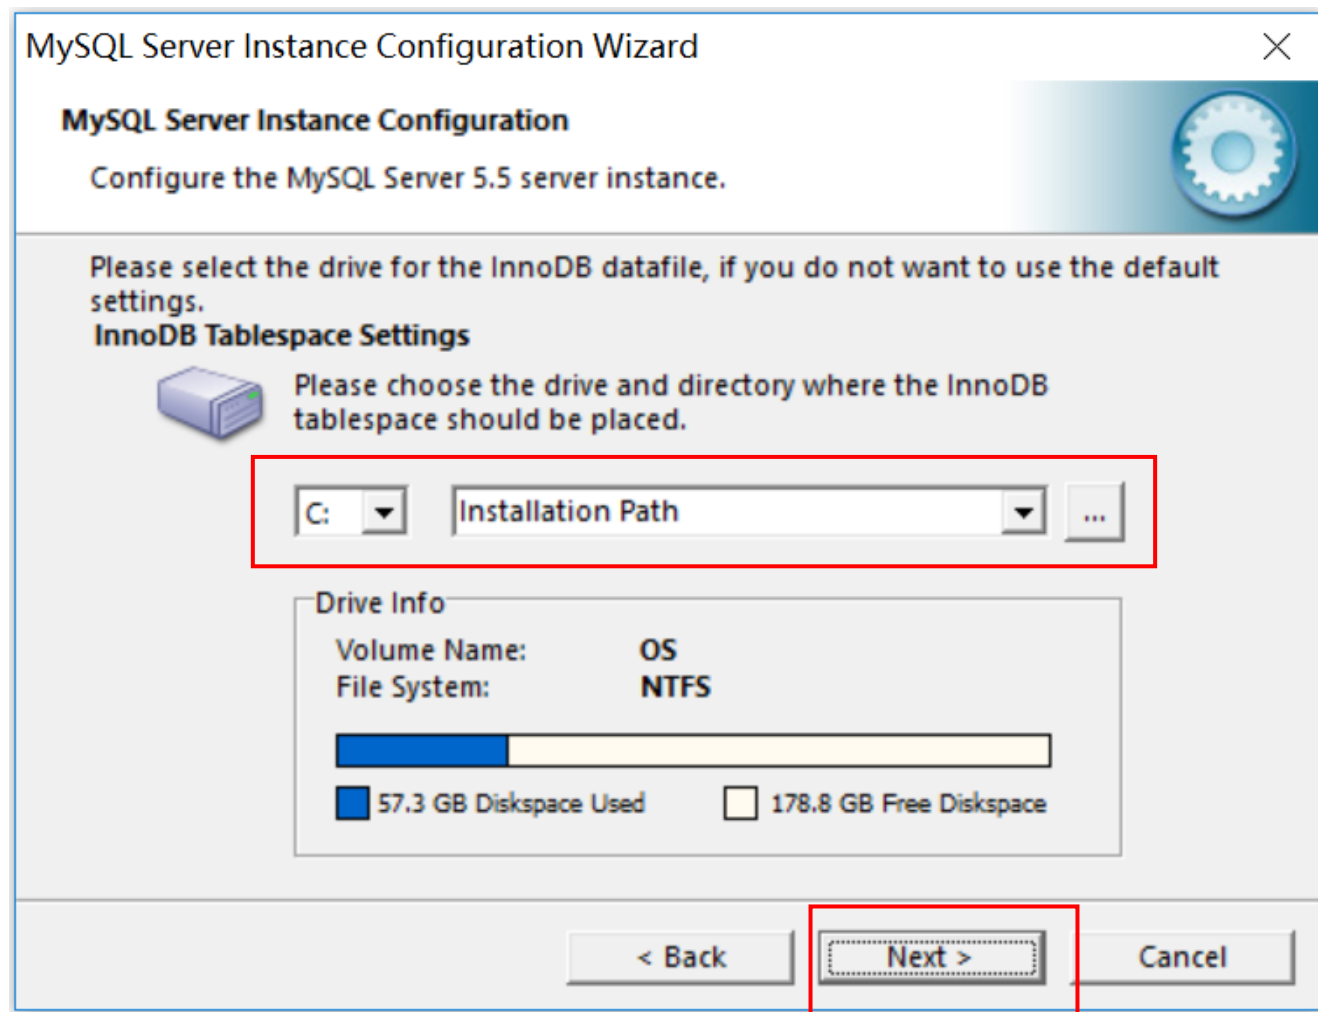 MySQL Server Instance Configuration Wizard
MySQL Server Instance Configuration
Configure the MySQL Server 5.5 server instance.
Please select the drive for the InnoDB datafile, if you do not want to use the default
settings.
InnoDB Tablespace Settings
Please choose the drive and directory where the InnoDB
tablespace should be placed.
C: Installation Path ...
Drive Info
Volume Name: OS
File System: NTFS
57.3 GB Diskspace Used 178.8 GB Free Diskspace
< Back Next > Cancel